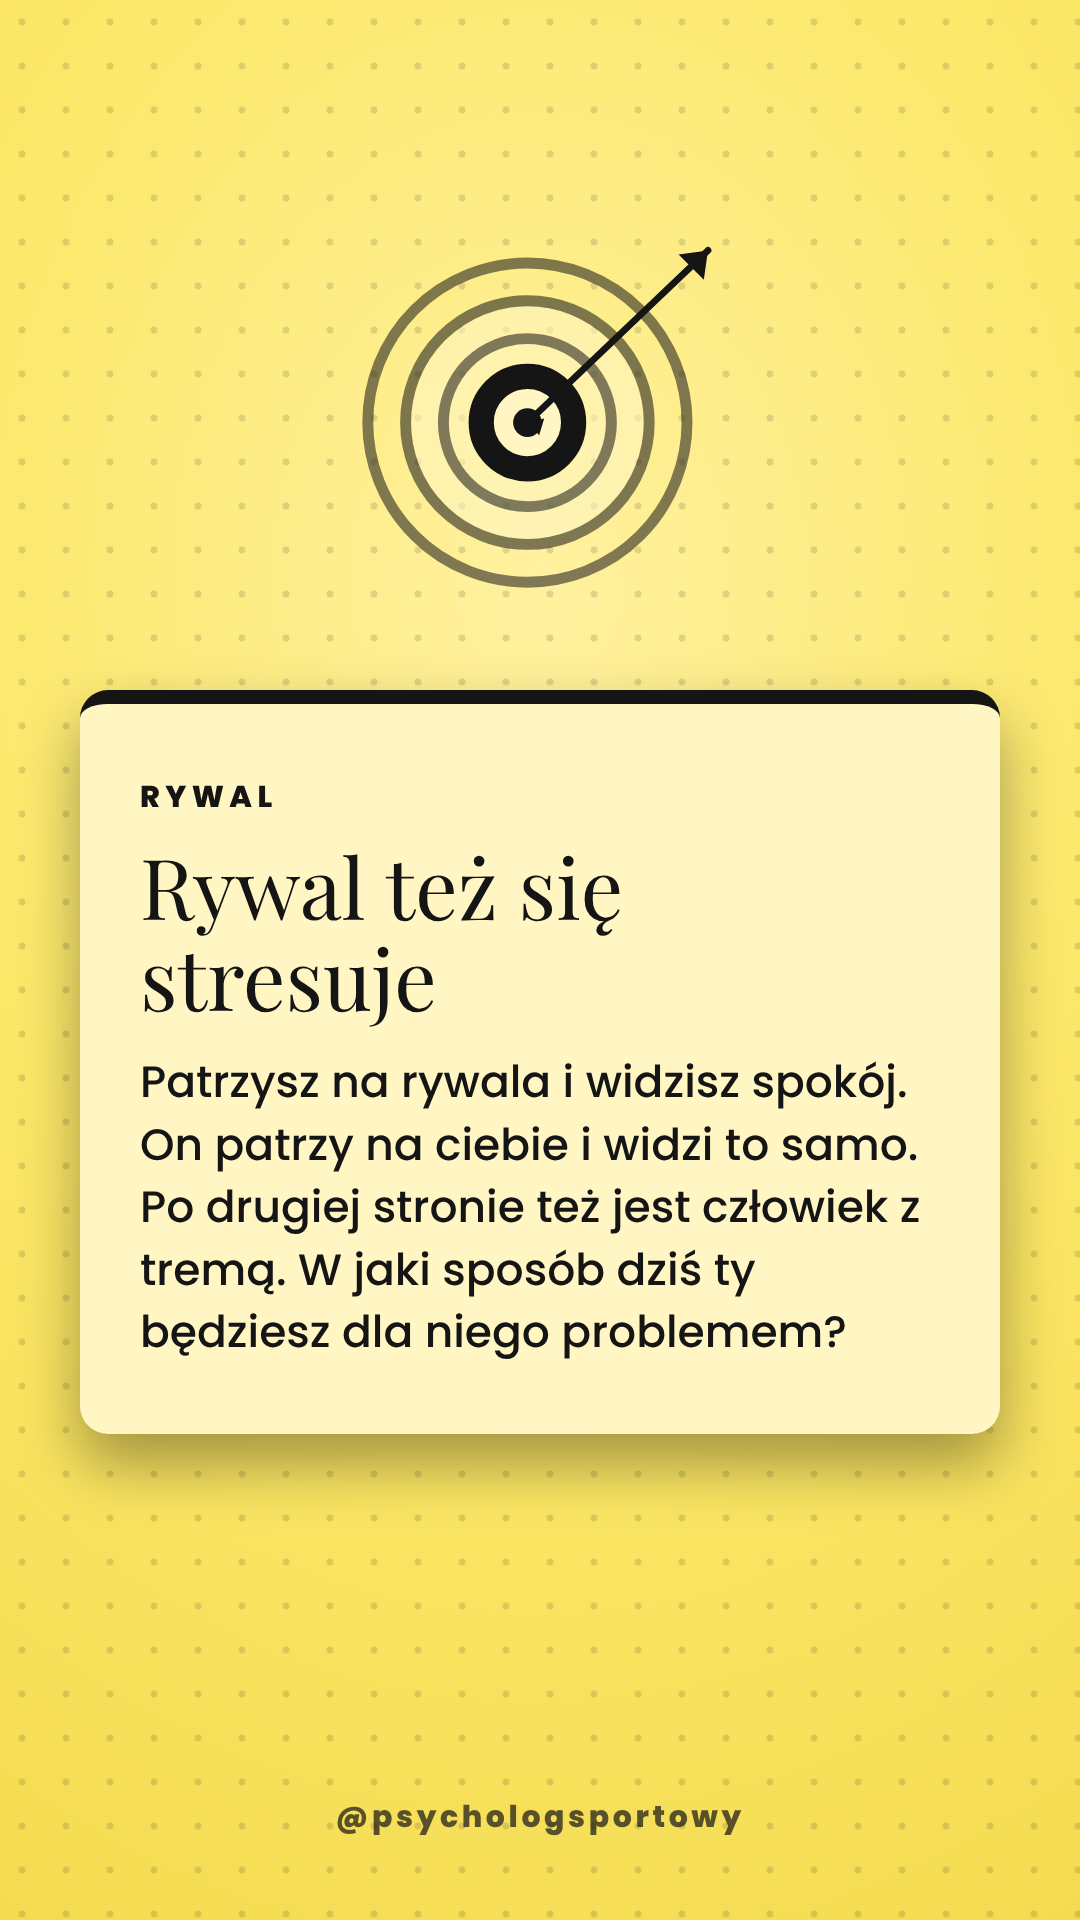 RYWAL
Rywal też się
stresuje
Patrzysz na rywala i widzisz spokój.
On patrzy na ciebie i widzi to samo.
Po drugiej stronie też jest człowiek z
tremą. W jaki sposób dziś ty
będziesz dla niego problemem?
@psychologsportowy